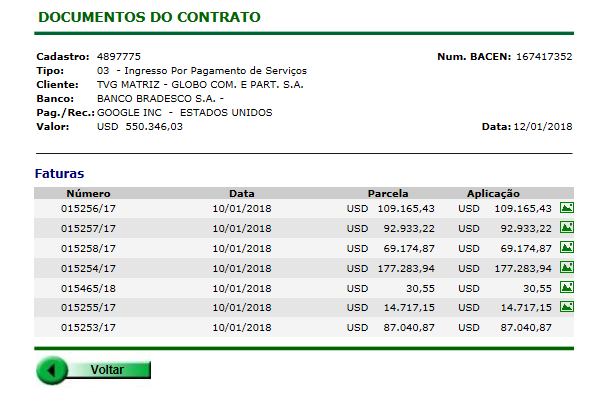 DOCUMENTOS DO CONTRATO
Cadastro: 4897775 Num. BACEN: 167417352
Tipo: 03 - Ingresso Por Pagamento de Serviços
Cliente: TVG MATRIZ - GLOBO COM. E PART. S.A.
Banco: BANCO BRADESCO S.A. -
Pag./Rec.: GOOGLE INC - ESTADOS UNIDOS
Valor: USD 550.346,03 Data: 12/01/2018
Faturas
Número Data Parcela Aplicação
015256/17 10/01/2018 USD 109.165,43 USD 109.165,43
015257/17 10/01/2018 USD 92.933,22 USD 92.933,22
015258/17 10/01/2018 USD 69.174,87 USD 69.174,87
015254/17 10/01/2018 USD 177.283,94 USD 177.283,94
015465/18 10/01/2018 USD 30,55 USD 30,55
015255/17 10/01/2018 USD 14.717,15 USD 14.717,15
015253/17 10/01/2018 USD 87.040,87 USD 87.040,87
Voltar